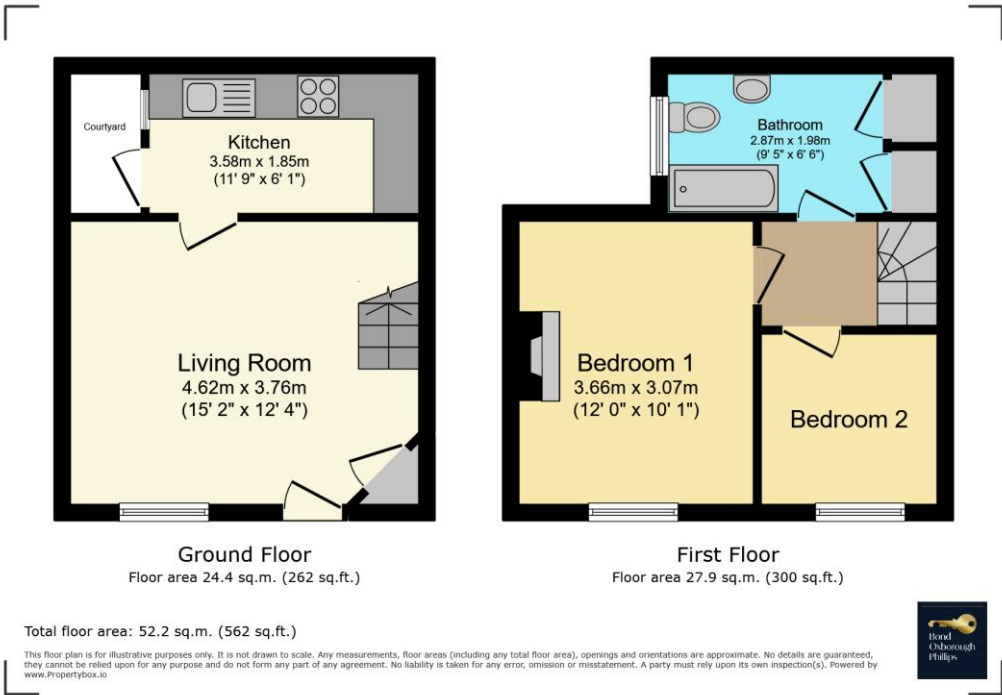 Courtyard
Kitchen
3.58m x 1.85m
(11' 9" x 6' 1")
Living Room
4.62m x 3.76m
(15' 2" x 12' 4")
Ground Floor
Floor area 24.4 sq.m. (262 sq.ft.)
Bathroom
2.87m x 1.98m
(9' 5" x 6' 6")
Bedroom 1
3.66m x 3.07m
(12' 0" x 10' 1")
Bedroom 2
First Floor
Floor area 27.9 sq.m. (300 sq.ft.)
Total floor area: 52.2 sq.m. (562 sq.ft.)
This floor plan is for illustrative purposes only. It is not drawn to scale. Any measurements, floor areas (including any total floor area), openings and orientations are approximate. No details are guaranteed,
they cannot be relied upon for any purpose and do not form any part of any agreement. No liability is taken for any error, omission or misstatement. A party must rely upon its own inspection(s). Powered by
www.Propertybox.io
Bond
Oxborough
Phillips